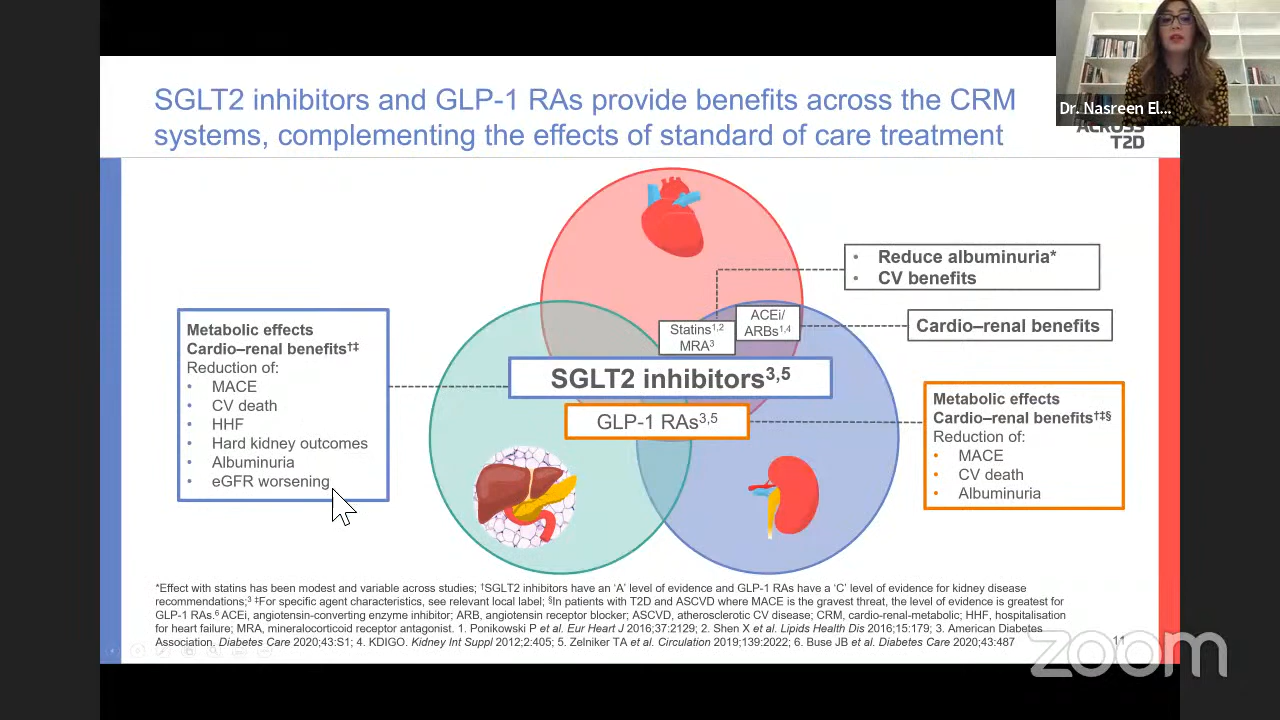 SGLT2 inhibitors and GLP-1 RAs provide benefits across the CRM
systems, complementing the effects of standard of care treatment
Dr. Nasreen El...
ACROSS
T2D
• Reduce albuminuria*
• CV benefits
Statins1,2
MRA3
ACEi/
ARBs1,4
Cardio–renal benefits
Metabolic effects
Cardio–renal benefits†‡
Reduction of:
• MACE
• CV death
• HHF
• Hard kidney outcomes
• Albuminuria
• eGFR worsening
SGLT2 inhibitors3,5
GLP-1 RAs3,5
Metabolic effects
Cardio–renal benefits†‡§
Reduction of:
• MACE
• CV death
• Albuminuria
*Effect with statins has been modest and variable across studies; †SGLT2 inhibitors have an ‘A’ level of evidence and GLP-1 RAs have a ‘C’ level of evidence for kidney disease
recommendations;3 ‡For specific agent characteristics, see relevant local label; §In patients with T2D and ASCVD where MACE is the gravest threat, the level of evidence is greatest for
GLP-1 RAs.6 ACEi, angiotensin-converting enzyme inhibitor; ARB, angiotensin receptor blocker; ASCVD, atherosclerotic CV disease; CRM, cardio-renal-metabolic; HHF, hospitalisation
for heart failure; MRA, mineralocorticoid receptor antagonist. 1. Ponikowski P et al. Eur Heart J 2016;37:2129; 2. Shen X et al. Lipids Health Dis 2016;15:179; 3. American Diabetes
Association. Diabetes Care 2020;43:S1; 4. KDIGO. Kidney Int Suppl 2012;2:405; 5. Zelniker TA et al. Circulation 2019;139:2022; 6. Buse JB et al. Diabetes Care 2020;43:487
11
zoom